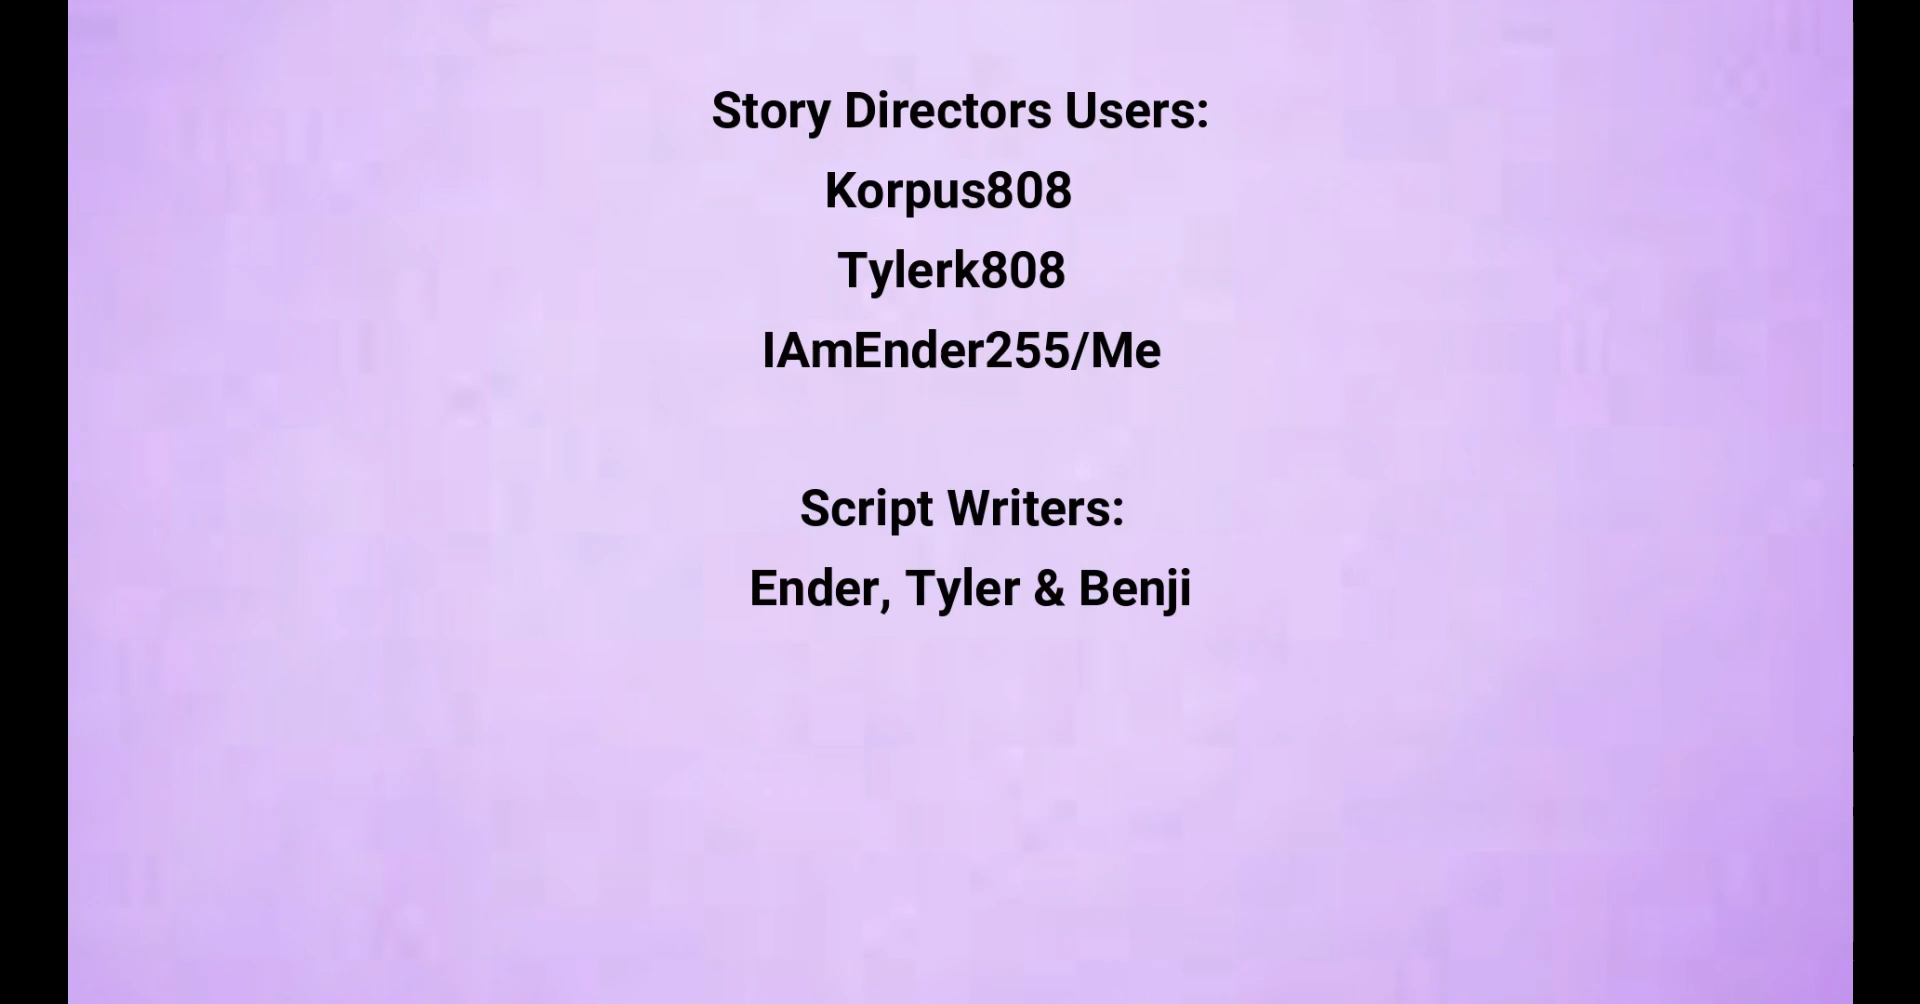 Story Directors Users:
Korpus808
Tylerk808
IAmEnder255/Me
Script Writers:
Ender, Tyler & Benji